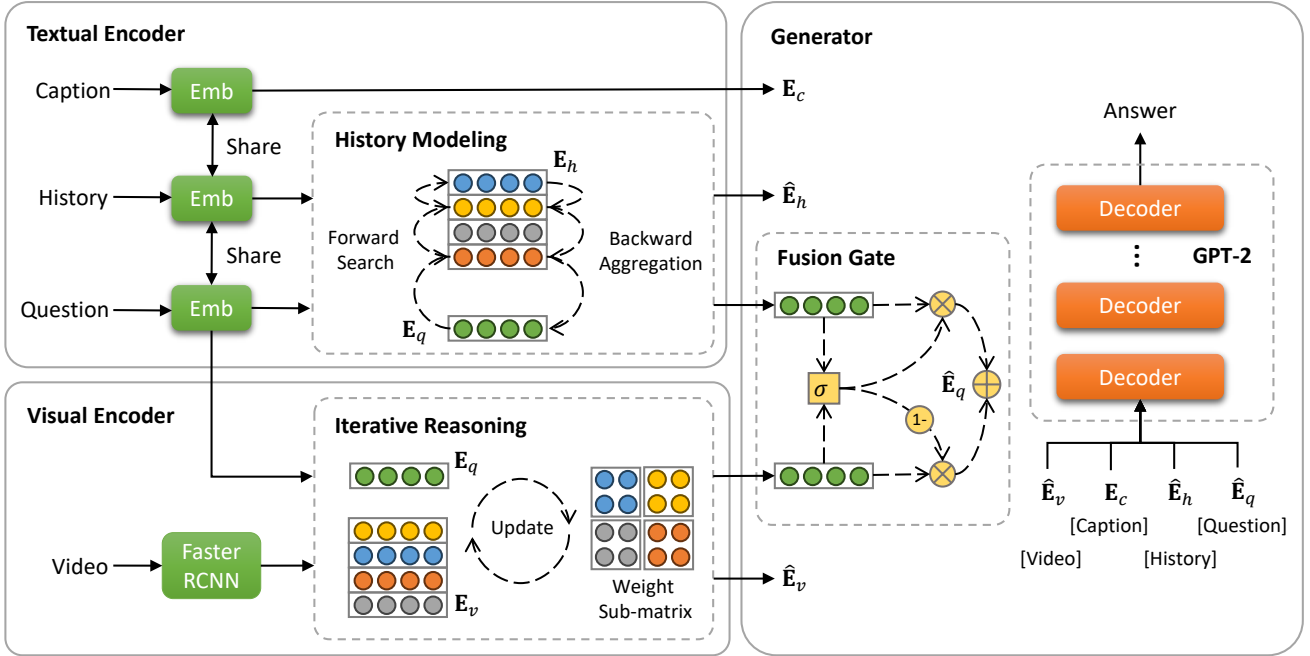 Textual Encoder
Caption
Emb
E_c
Share
History Modeling
E_h
History
Emb
Ê_h
Forward
Search
Backward
Aggregation
Share
Question
Emb
E_q
Visual Encoder
Iterative Reasoning
E_q
Update
Video
Faster
RCNN
E_v
Weight
Sub-matrix
Ê_v
Generator
Fusion Gate
σ
Ê_q
1-
Answer
Decoder
⋮
GPT-2
Decoder
Decoder
Ê_v E_c Ê_h Ê_q
[Caption] [Question]
[Video] [History]